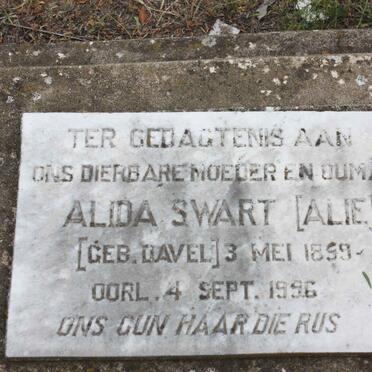 TER GEDAGTENIS AAN
ONS DIERBARE MOEDER EN OUMA
ALIDA SWART [ALIE]
[GEB. DAVEL] 3 MEI 1899-
OORL. 4 SEPT. 1996
ONS GUN HAAR DIE RUS